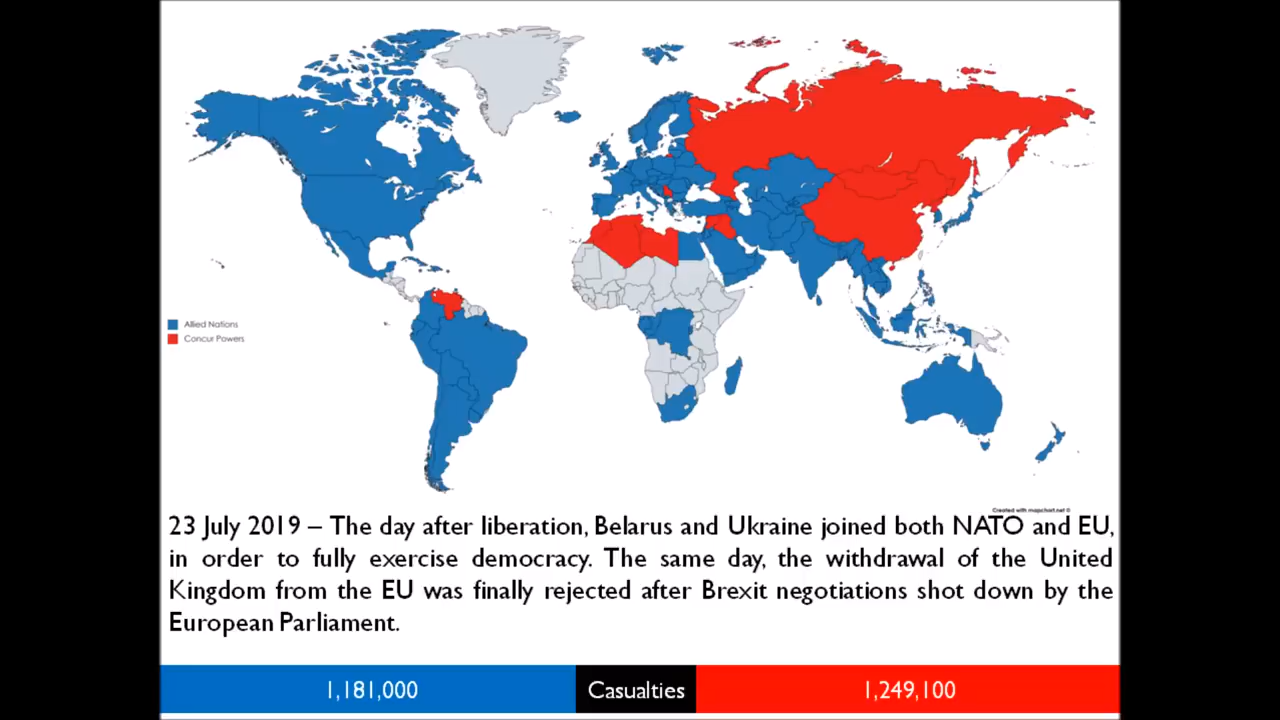 Allied Nations
Concur Powers
Created with mapchart.net ©
23 July 2019 – The day after liberation, Belarus and Ukraine joined both NATO and EU,
in order to fully exercise democracy. The same day, the withdrawal of the United
Kingdom from the EU was finally rejected after Brexit negotiations shot down by the
European Parliament.
1,181,000 Casualties 1,249,100